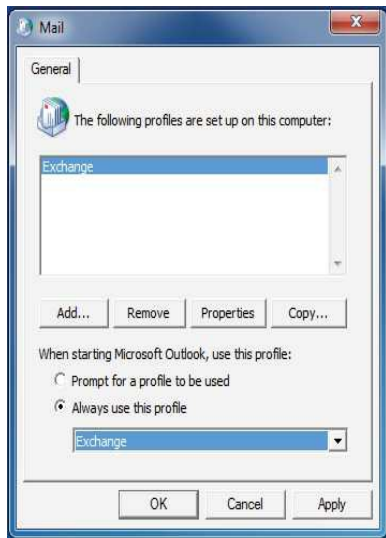 Mail
General
The following profiles are set up on this computer:
Exchange
Add... Remove Properties Copy...
When starting Microsoft Outlook, use this profile:
Prompt for a profile to be used
Always use this profile
Exchange
OK Cancel Apply